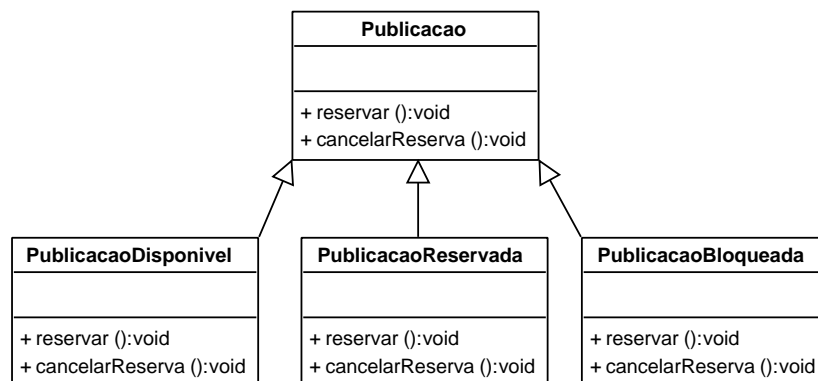 Publicacao
+ reservar ():void
+ cancelarReserva ():void
PublicacaoDisponivel
+ reservar ():void
+ cancelarReserva ():void
PublicacaoReservada
+ reservar ():void
+ cancelarReserva ():void
PublicacaoBloqueada
+ reservar ():void
+ cancelarReserva ():void